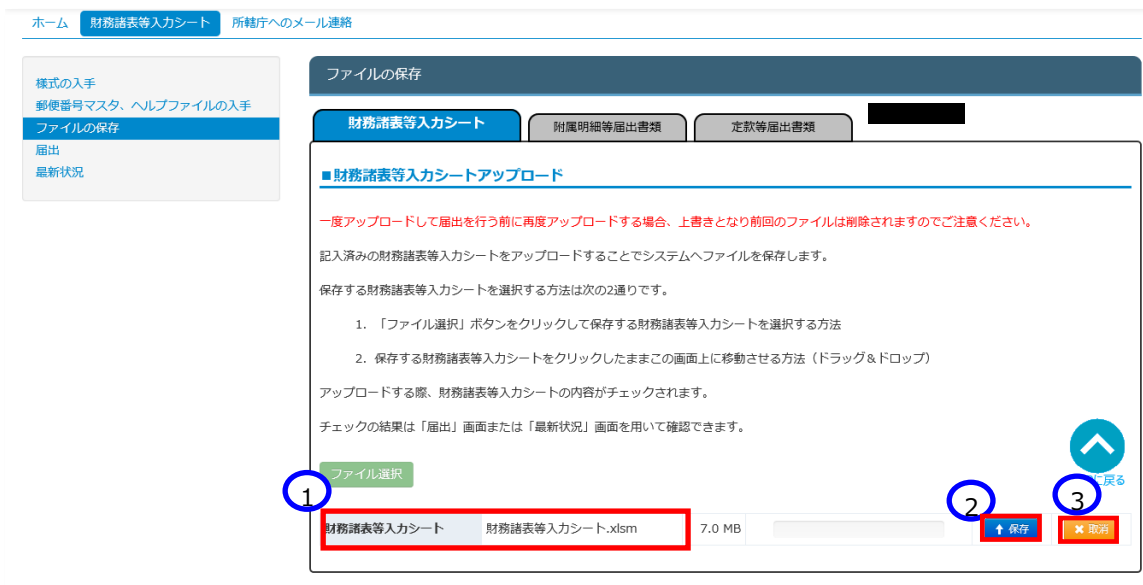 ホーム 財務諸表等入力シート 所轄庁へのメール連絡
様式の入手
郵便番号マスタ、ヘルプファイルの入手
ファイルの保存
届出
最新状況
ファイルの保存
財務諸表等入力シート 附属明細等届出書類 定款等届出書類
■財務諸表等入力シートアップロード
一度アップロードして届出を行う前に再度アップロードする場合、上書きとなり前回のファイルは削除されますのでご注意ください。
記入済みの財務諸表等入力シートをアップロードすることでシステムへファイルを保存します。
保存する財務諸表等入力シートを選択する方法は次の2通りです。
1. 「ファイル選択」ボタンをクリックして保存する財務諸表等入力シートを選択する方法
2. 保存する財務諸表等入力シートをクリックしたままこの画面上に移動させる方法（ドラッグ&ドロップ）
アップロードする際、財務諸表等入力シートの内容がチェックされます。
チェックの結果は「届出」画面または「最新状況」画面を用いて確認できます。
ファイル選択
に戻る
1
2
3
財務諸表等入力シート 財務諸表等入力シート.xlsm 7.0 MB 保存 取消